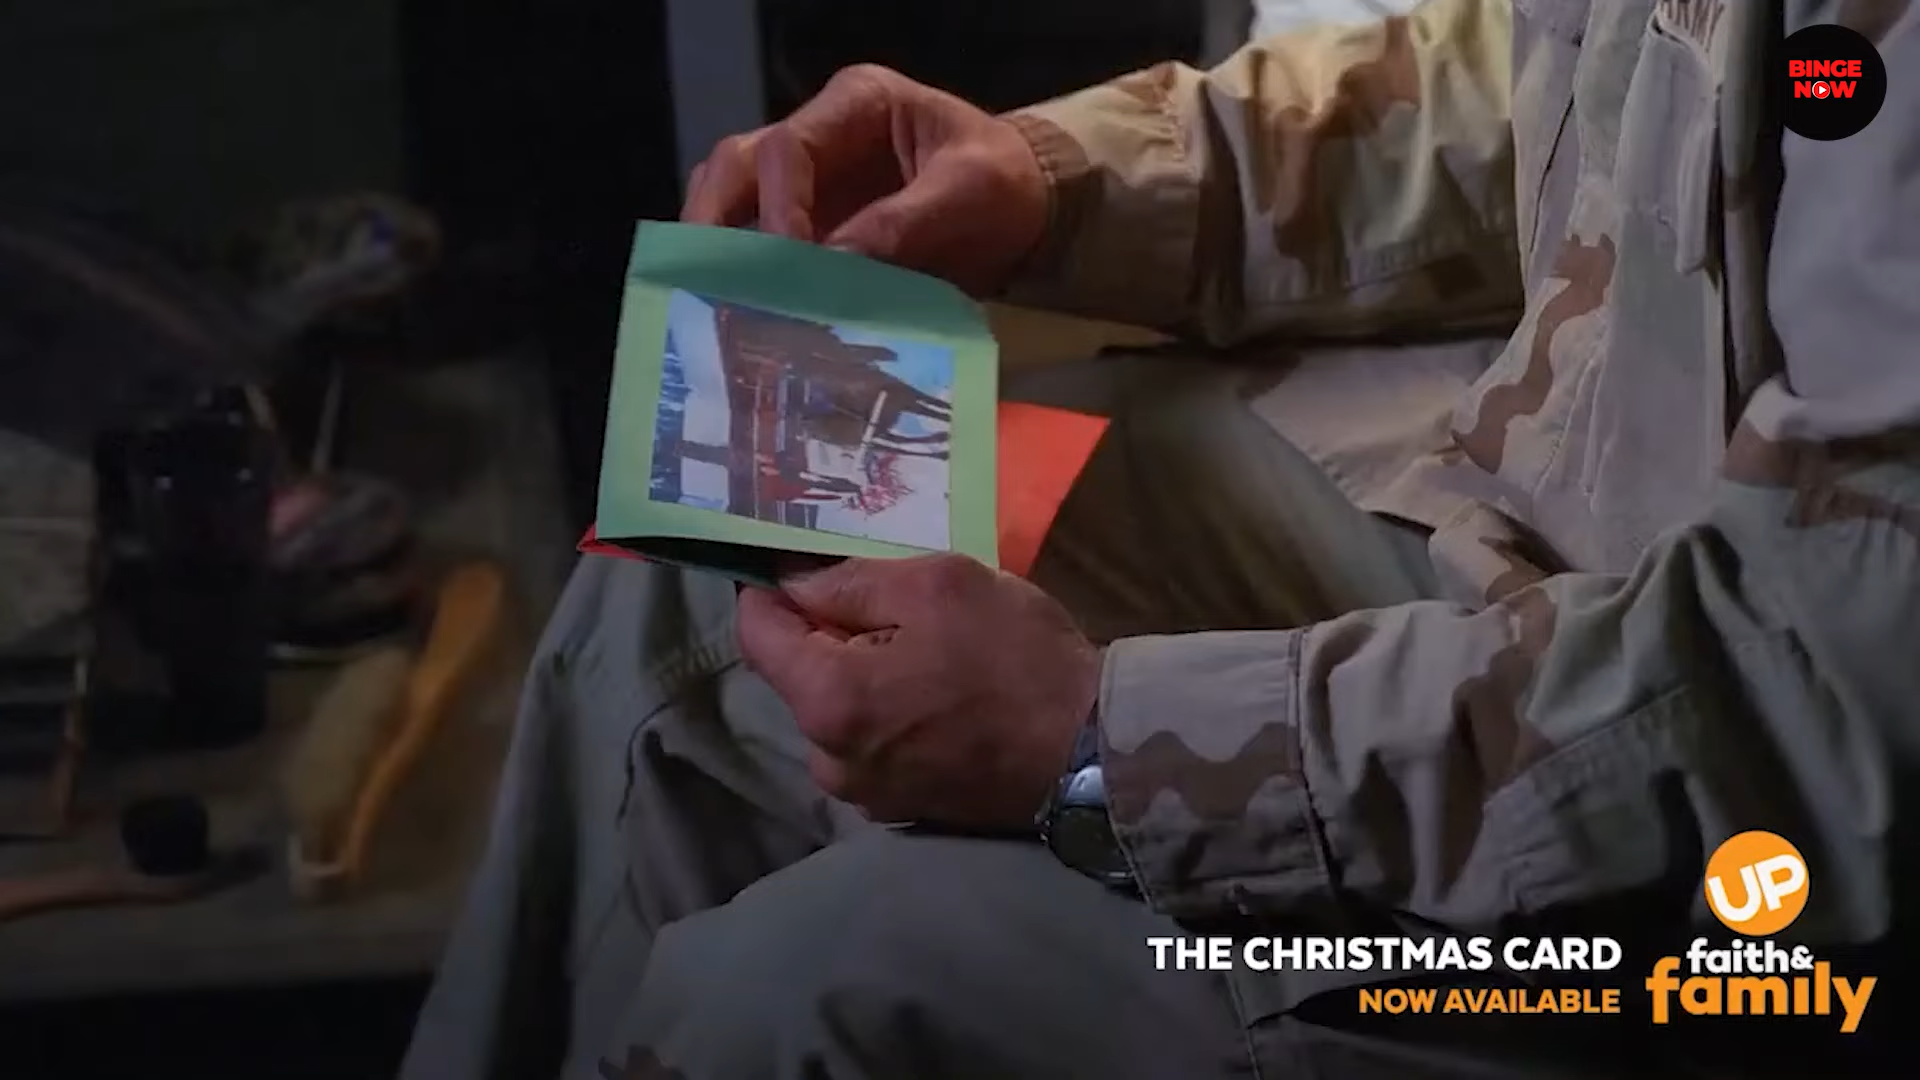 BINGE
NOW
THE CHRISTMAS CARD
NOW AVAILABLE
UP
faith&
family